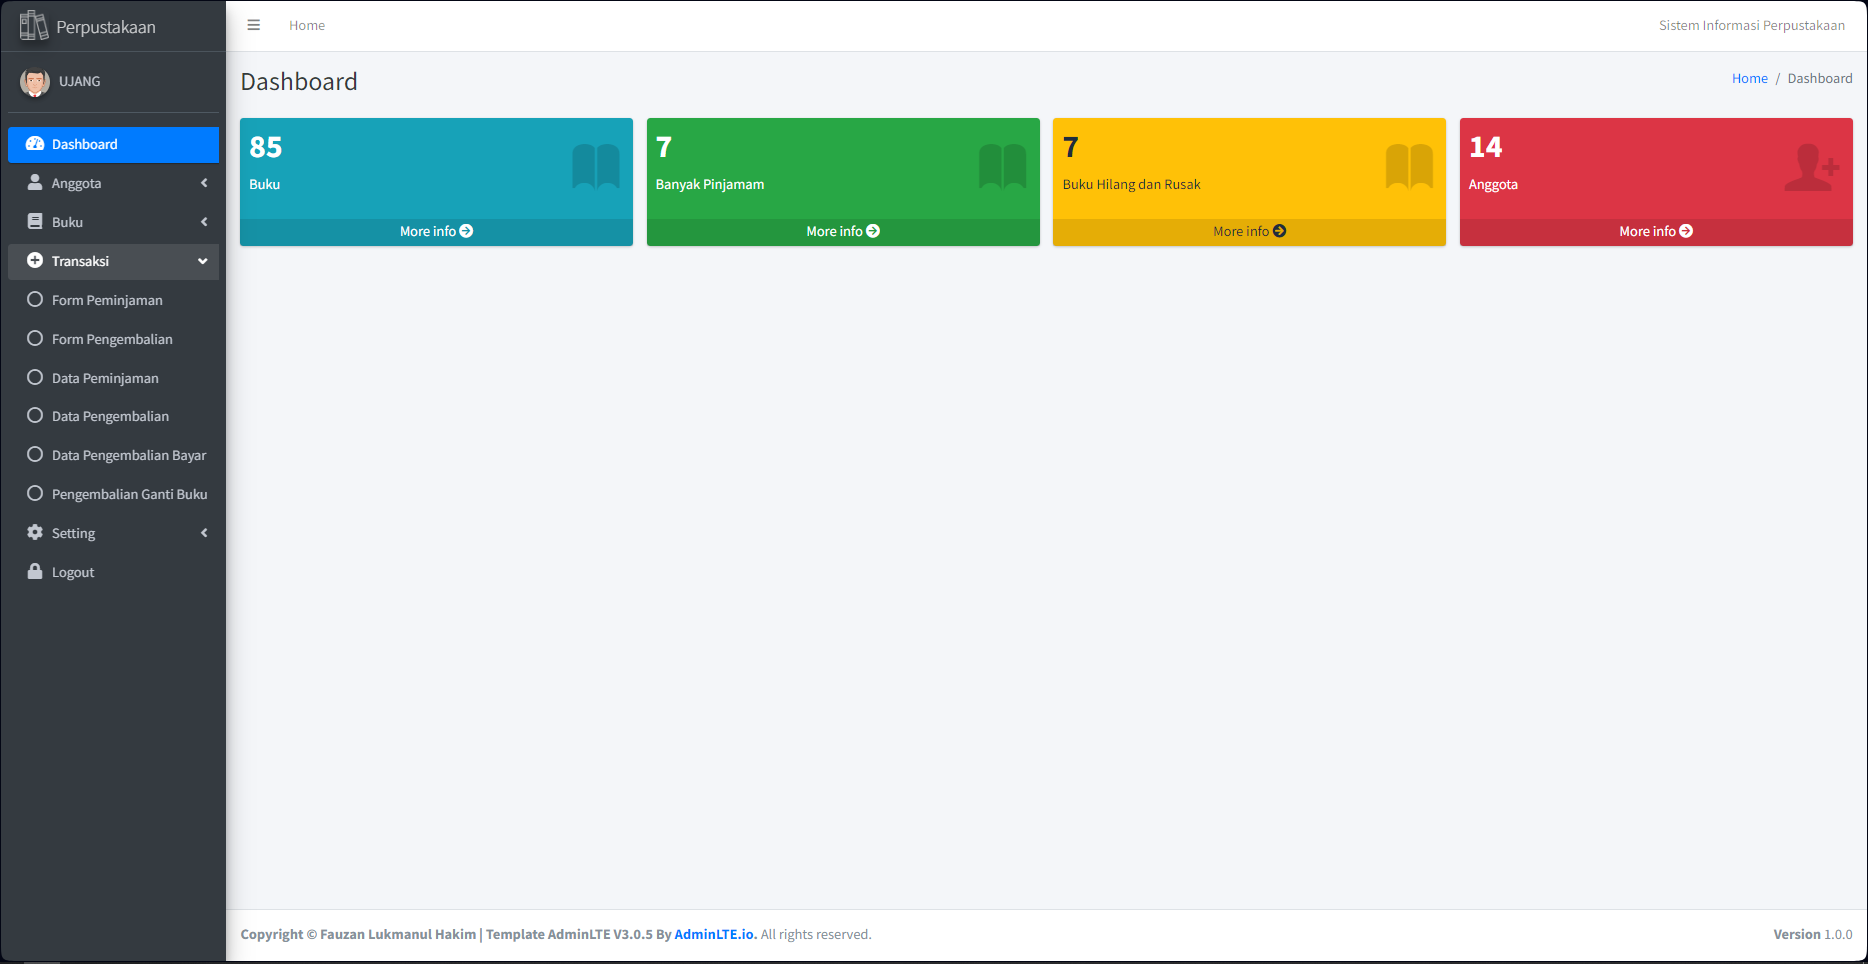 Perpustakaan
UJANG
Dashboard
Anggota
Buku
Transaksi
Form Peminjaman
Form Pengembalian
Data Peminjaman
Data Pengembalian
Data Pengembalian Bayar
Pengembalian Ganti Buku
Setting
Logout
Home
Sistem Informasi Perpustakaan
Dashboard
Home / Dashboard
85
Buku
More info
7
Banyak Pinjamam
More info
7
Buku Hilang dan Rusak
More info
14
Anggota
More info
Copyright © Fauzan Lukmanul Hakim | Template AdminLTE V3.0.5 By AdminLTE.io. All rights reserved.
Version 1.0.0